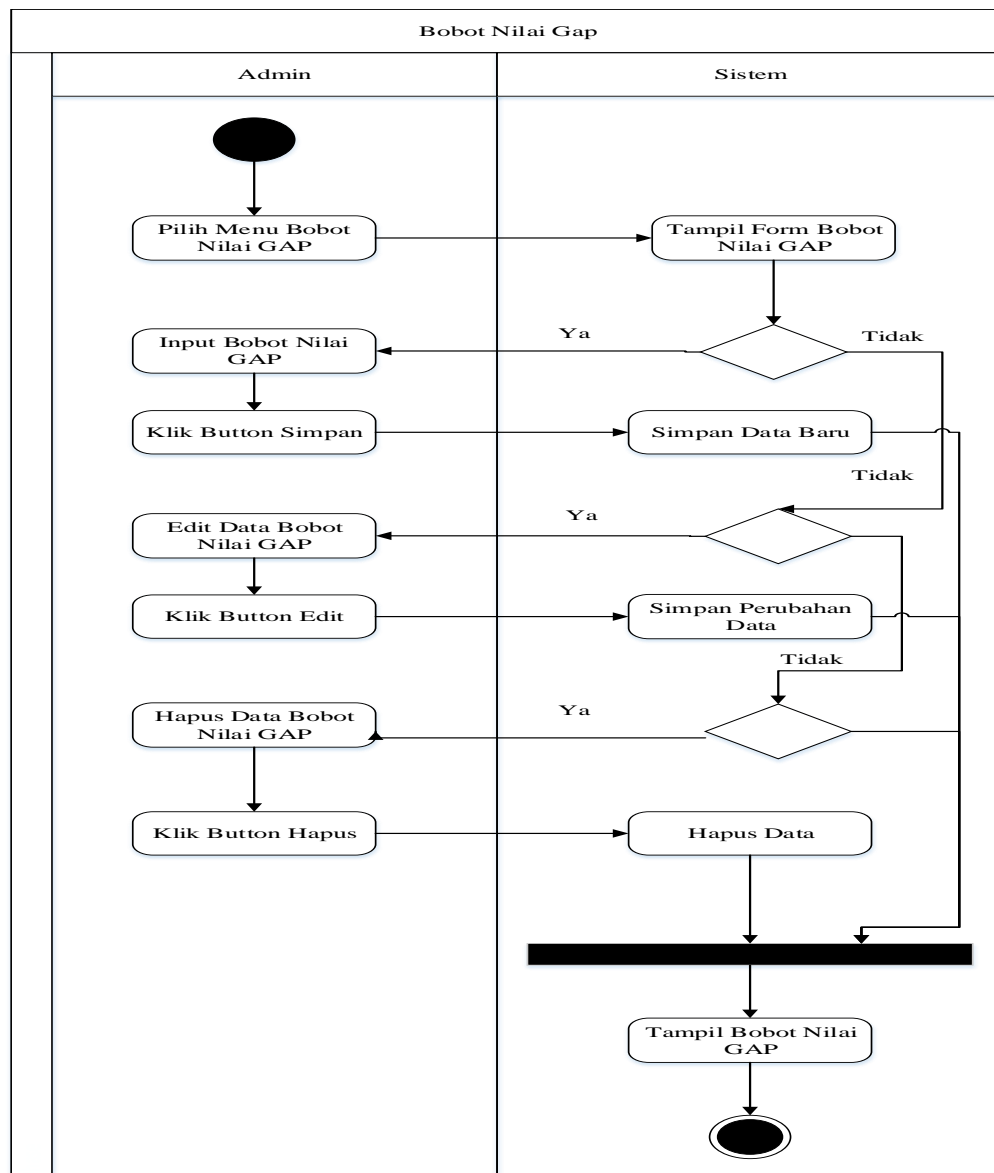 Bobot Nilai Gap
Admin
Sistem
Pilih Menu Bobot
Nilai GAP
Tampil Form Bobot
Nilai GAP
Ya
Tidak
Input Bobot Nilai
GAP
Klik Button Simpan
Simpan Data Baru
Tidak
Ya
Edit Data Bobot
Nilai GAP
Klik Button Edit
Simpan Perubahan
Data
Tidak
Ya
Hapus Data Bobot
Nilai GAP
Klik Button Hapus
Hapus Data
Tampil Bobot Nilai
GAP